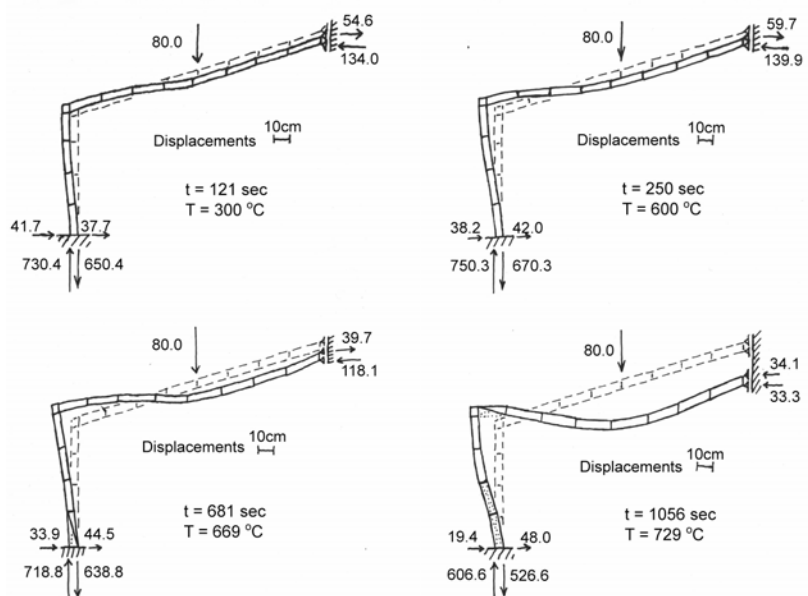 54.6
80.0
134.0
Displacements 10cm
t = 121 sec
T = 300 °C
41.7 37.7
730.4 650.4
59.7
80.0
139.9
Displacements 10cm
t = 250 sec
T = 600 °C
38.2 42.0
750.3 670.3
80.0
39.7
118.1
Displacements 10cm
t = 681 sec
T = 669 °C
33.9 44.5
718.8 638.8
80.0
34.1
33.3
Displacements 10cm
t = 1056 sec
T = 729 °C
19.4 48.0
606.6 526.6